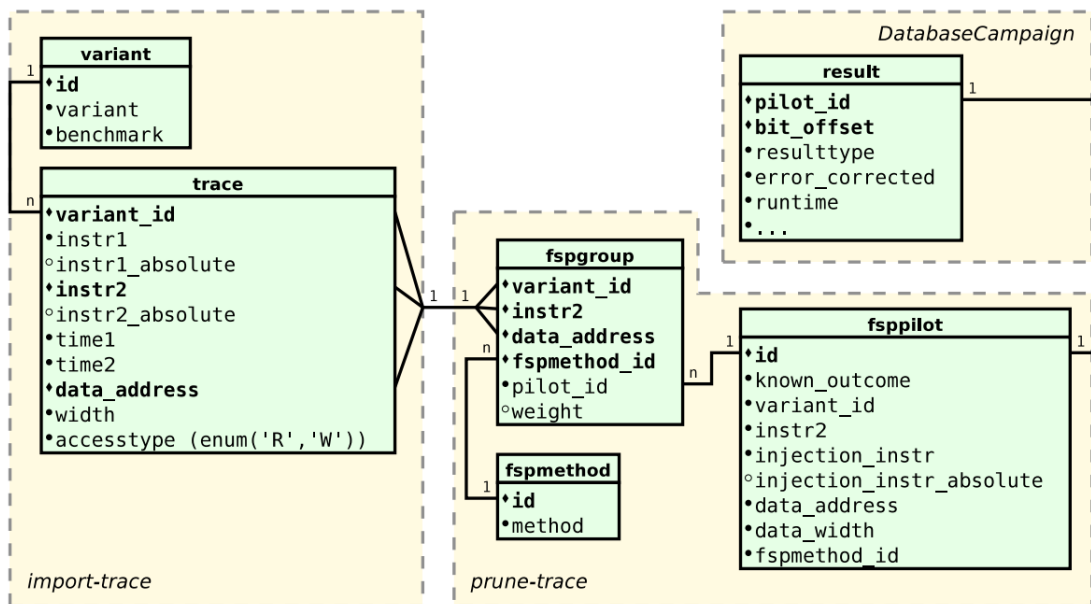 variant
1
♦id
•variant
•benchmark
trace
n
♦variant_id
•instr1
○instr1_absolute
♦instr2
○instr2_absolute
•time1
•time2
♦data_address
•width
•accesstype (enum('R','W'))
import-trace
1
1
fspgroup
♦variant_id
♦instr2
♦data_address
n
♦fspmethod_id
•pilot_id
○weight
n
fspmethod
1
♦id
•method
prune-trace
DatabaseCampaign
result
1
♦pilot_id
♦bit_offset
•resulttype
•error_corrected
•runtime
•...
fsppilot
1
1
♦id
•known_outcome
•variant_id
•instr2
•injection_instr
○injection_instr_absolute
•data_address
•data_width
•fspmethod_id